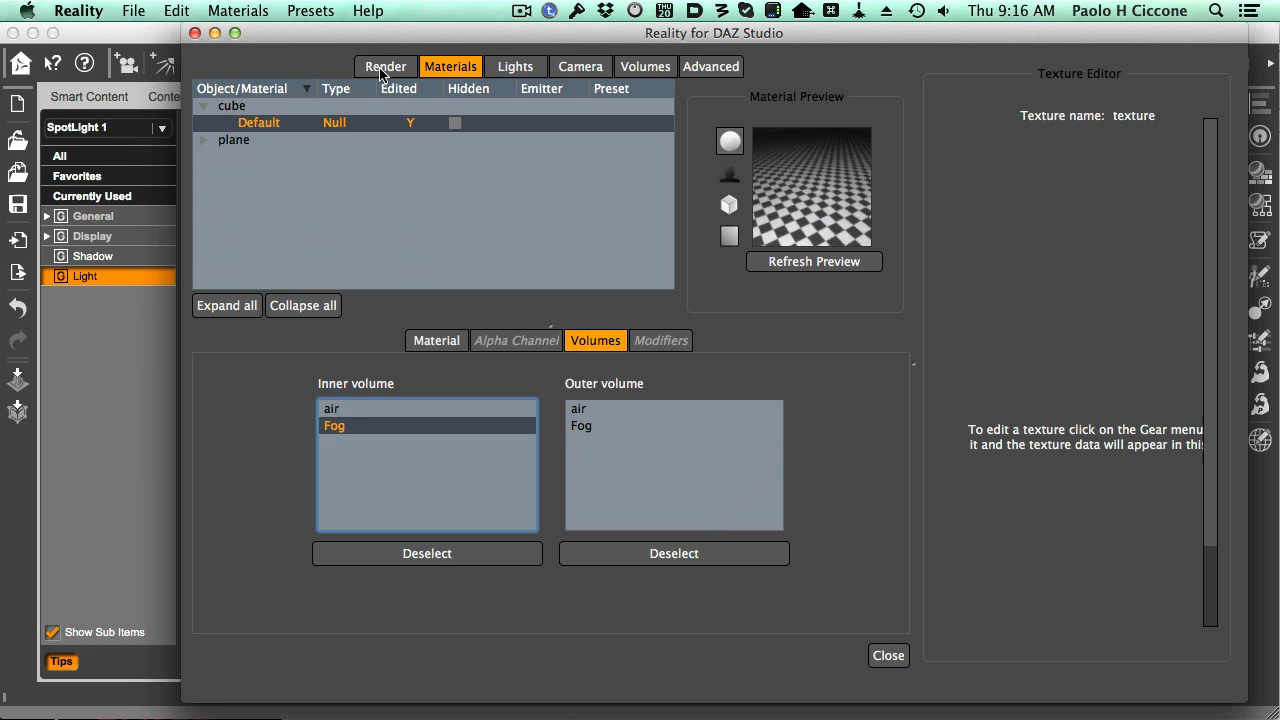 Reality File Edit Materials Presets Help
THU
20
Thu 9:16 AM Paolo H Ciccone
Reality for DAZ Studio
Render Materials Lights Camera Volumes Advanced
Smart Content Conte
SpotLight 1
All
Favorites
Currently Used
G General
G Display
G Shadow
G Light
Show Sub Items
Tips
Object/Material Type Edited Hidden Emitter Preset
cube
Default Null Y
plane
Expand all Collapse all
Material Preview
Refresh Preview
Material Alpha Channel Volumes Modifiers
Inner volume Outer volume
air air
Fog Fog
Deselect Deselect
Close
Texture Editor
Texture name: texture
To edit a texture click on the Gear menu
it and the texture data will appear in this